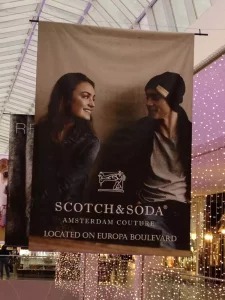 SCOTCH&SODA®
AMSTERDAM COUTURE
LOCATED ON EUROPA BOULEVARD